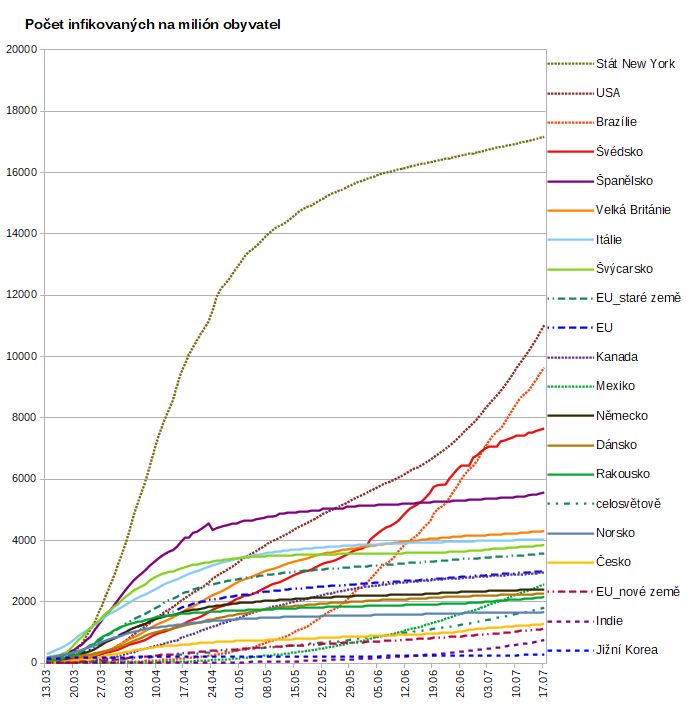 Počet infikovaných na milión obyvatel
20000
18000
16000
14000
12000
10000
8000
6000
4000
2000
0
13.03
20.03
27.03
03.04
10.04
17.04
24.04
01.05
08.05
15.05
22.05
29.05
05.06
12.06
19.06
26.06
03.07
10.07
17.07
Stát New York
USA
Brazílie
Švédsko
Španělsko
Velká Británie
Itálie
Švýcarsko
EU_staré země
EU
Kanada
Mexiko
Německo
Dánsko
Rakousko
celosvětově
Norsko
Česko
EU_nové země
Indie
Jižní Korea